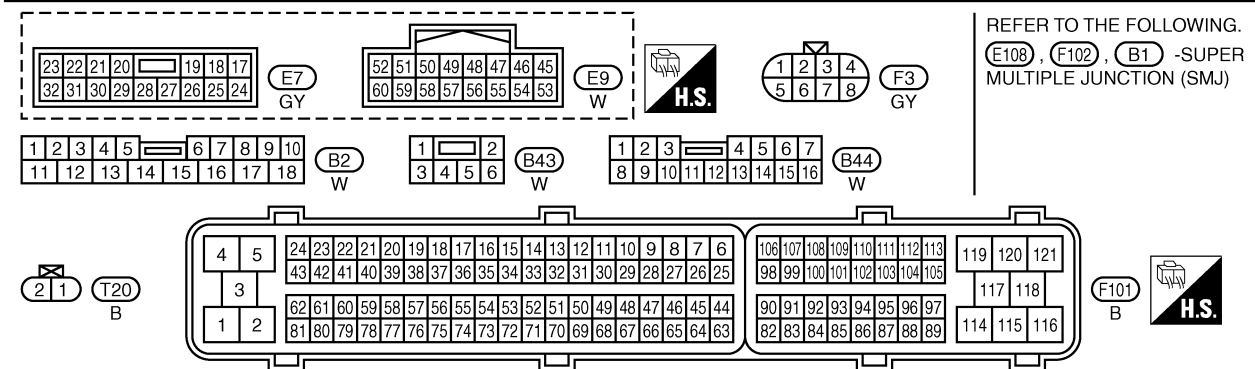 REFER TO THE FOLLOWING.
E108 , F102 , B1 -SUPER
MULTIPLE JUNCTION (SMJ)
23 22 21 20 19 18 17
32 31 30 29 28 27 26 25 24
E7
GY
52 51 50 49 48 47 46 45
60 59 58 57 56 55 54 53
E9
W
H.S.
1 2 3 4
5 6 7 8
F3
GY
1 2 3 4 5 6 7 8 9 10
11 12 13 14 15 16 17 18
B2
W
1 2
3 4 5 6
B43
W
1 2 3 4 5 6 7
8 9 10 11 12 13 14 15 16
B44
W
2 1
T20
B
4 5
3
1 2
24 23 22 21 20 19 18 17 16 15 14 13 12 11 10 9 8 7 6
43 42 41 40 39 38 37 36 35 34 33 32 31 30 29 28 27 26 25
62 61 60 59 58 57 56 55 54 53 52 51 50 49 48 47 46 45 44
81 80 79 78 77 76 75 74 73 72 71 70 69 68 67 66 65 64 63
106 107 108 109 110 111 112 113
98 99 100 101 102 103 104 105
90 91 92 93 94 95 96 97
82 83 84 85 86 87 88 89
119 120 121
117 118
114 115 116
F101
B
H.S.